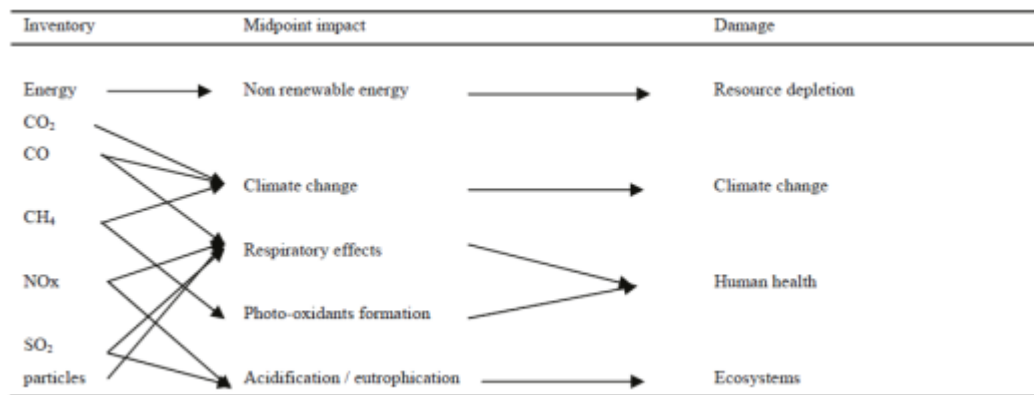 Inventory Midpoint impact Damage
Energy Non renewable energy Resource depletion
CO₂
CO
Climate change Climate change
CH₄
Respiratory effects
NOx Human health
Photo-oxidants formation
SO₂
particles Acidification / eutrophication Ecosystems